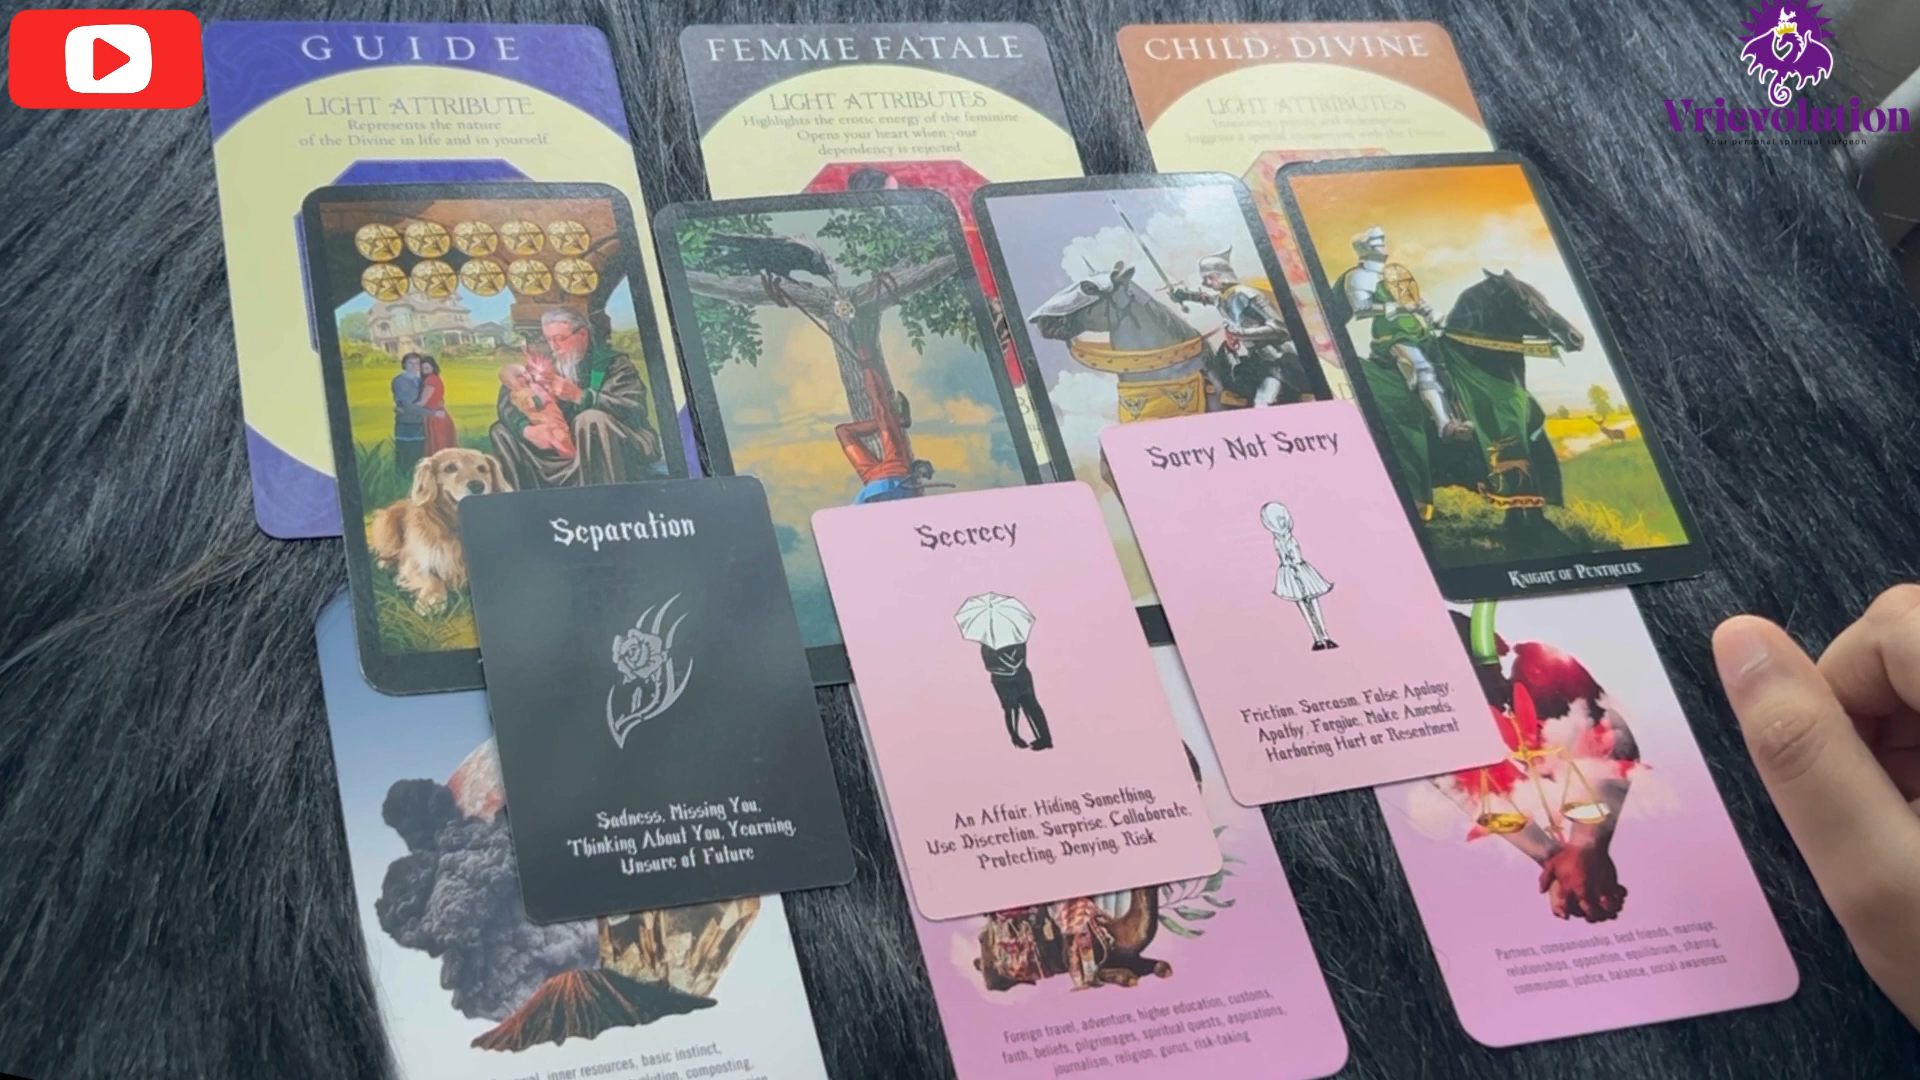 GUIDE
LIGHT ATTRIBUTE
Represents the nature
of the Divine in life and in yourself
FEMME FATALE
LIGHT ATTRIBUTES
Highlights the erotic energy of the feminine
Opens your heart when your
dependency is rejected
CHILD: DIVINE
LIGHT ATTRIBUTES
Vrievolution
Your personal spiritual surgeon
KNIGHT OF PENTACLES
Separation
Sadness, Missing You,
Thinking About You, Yearning,
Unsure of Future
Secrecy
An Affair, Hiding Something,
Use Discretion, Surprise, Collaborate,
Protecting, Denying, Risk
Sorry Not Sorry
Friction, Sarcasm, False Apology,
Apathy, Forgive, Make Amends,
Harboring Hurt or Resentment
inner resources, basic instinct,
composting,
Foreign travel, adventure, higher education, customs,
faith, beliefs, pilgrimages, spiritual quests, aspirations,
journalism, religion, gurus, risk-taking
Partners, companionship, best friends, marriage,
relationships, opposition, equilibrium, sharing,
communion, justice, balance, social awareness